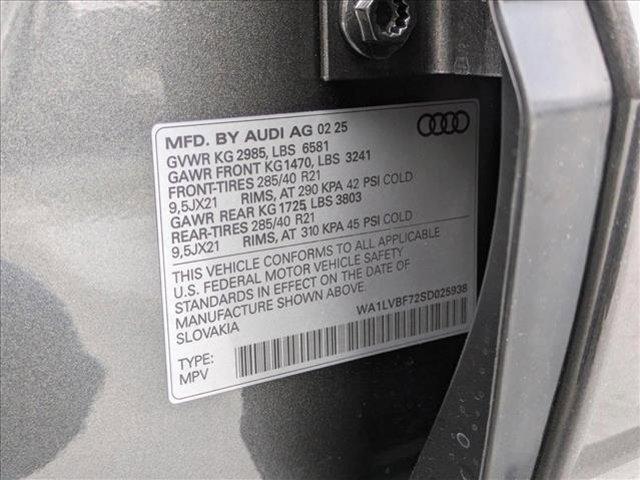 MFD. BY AUDI AG 02 25
GVWR KG 2985, LBS 6581
GAWR FRONT KG1470, LBS 3241
FRONT-TIRES 285/40 R21
9,5JX21 RIMS, AT 290 KPA 42 PSI COLD
GAWR REAR KG 1725, LBS 3803
REAR-TIRES 285/40 R21
9,5JX21 RIMS, AT 310 KPA 45 PSI COLD
THIS VEHICLE CONFORMS TO ALL APPLICABLE
U.S. FEDERAL MOTOR VEHICLE SAFETY
STANDARDS IN EFFECT ON THE DATE OF
MANUFACTURE SHOWN ABOVE.
SLOVAKIA WA1LVBF72SD025938
TYPE:
MPV